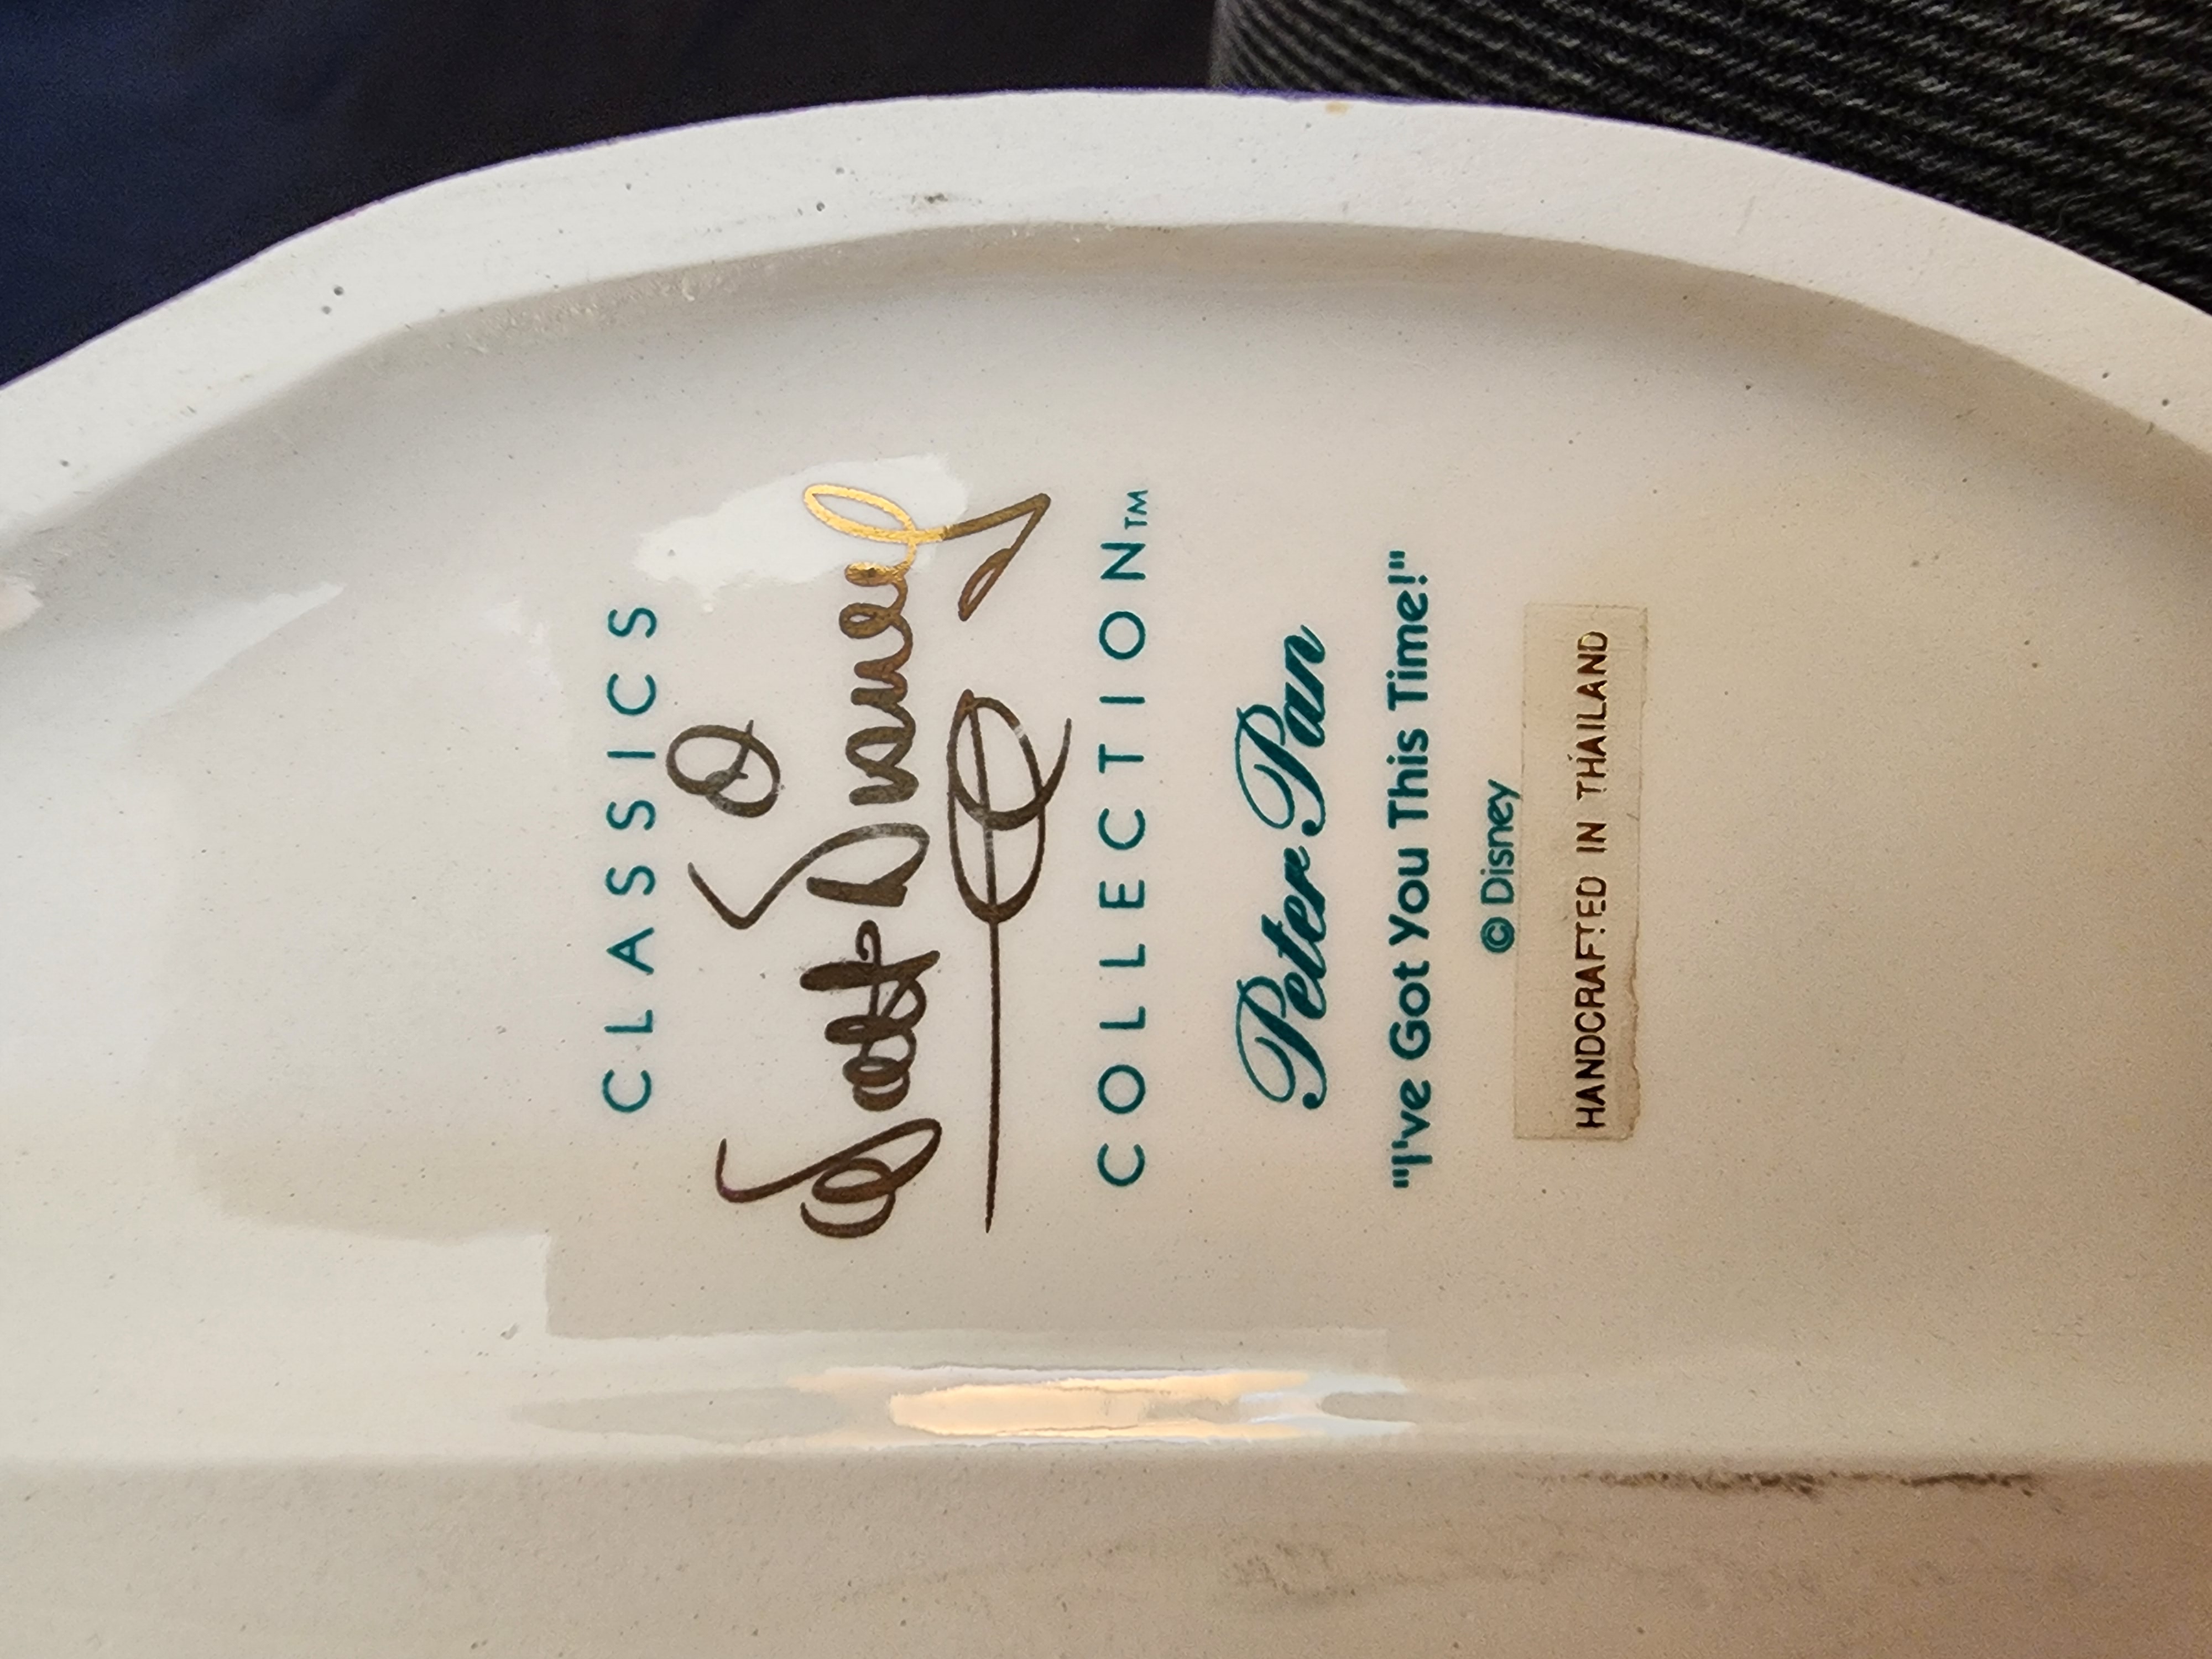 CLASSICS
Walt Disney
COLLECTION™
Peter Pan
"I've Got You This Time!"
© Disney
HANDCRAFTED IN THAILAND